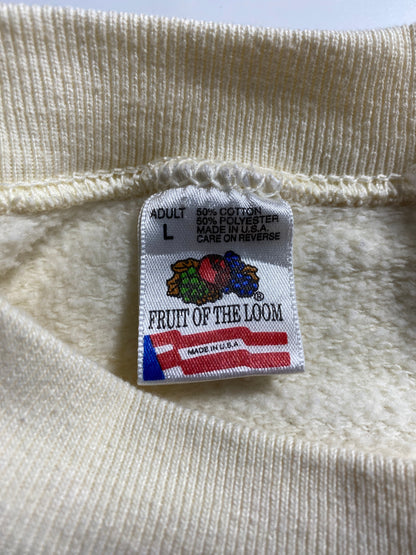 ADULT
L
50% COTTON
50% POLYESTER
MADE IN U.S.A.
CARE ON REVERSE
®
FRUIT OF THE LOOM
MADE IN U.S.A